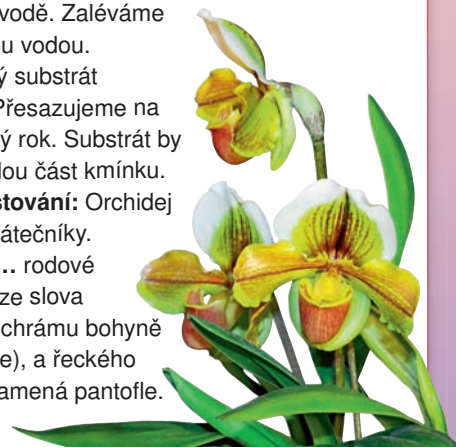 vodě. Zaléváme
ou vodou.
ý substrát
Přesazujeme na
ý rok. Substrát by
lou část kmínku.
stování: Orchidej
átečníky.
… rodové
ze slova
chrámu bohyně
e), a řeckého
amená pantofle.